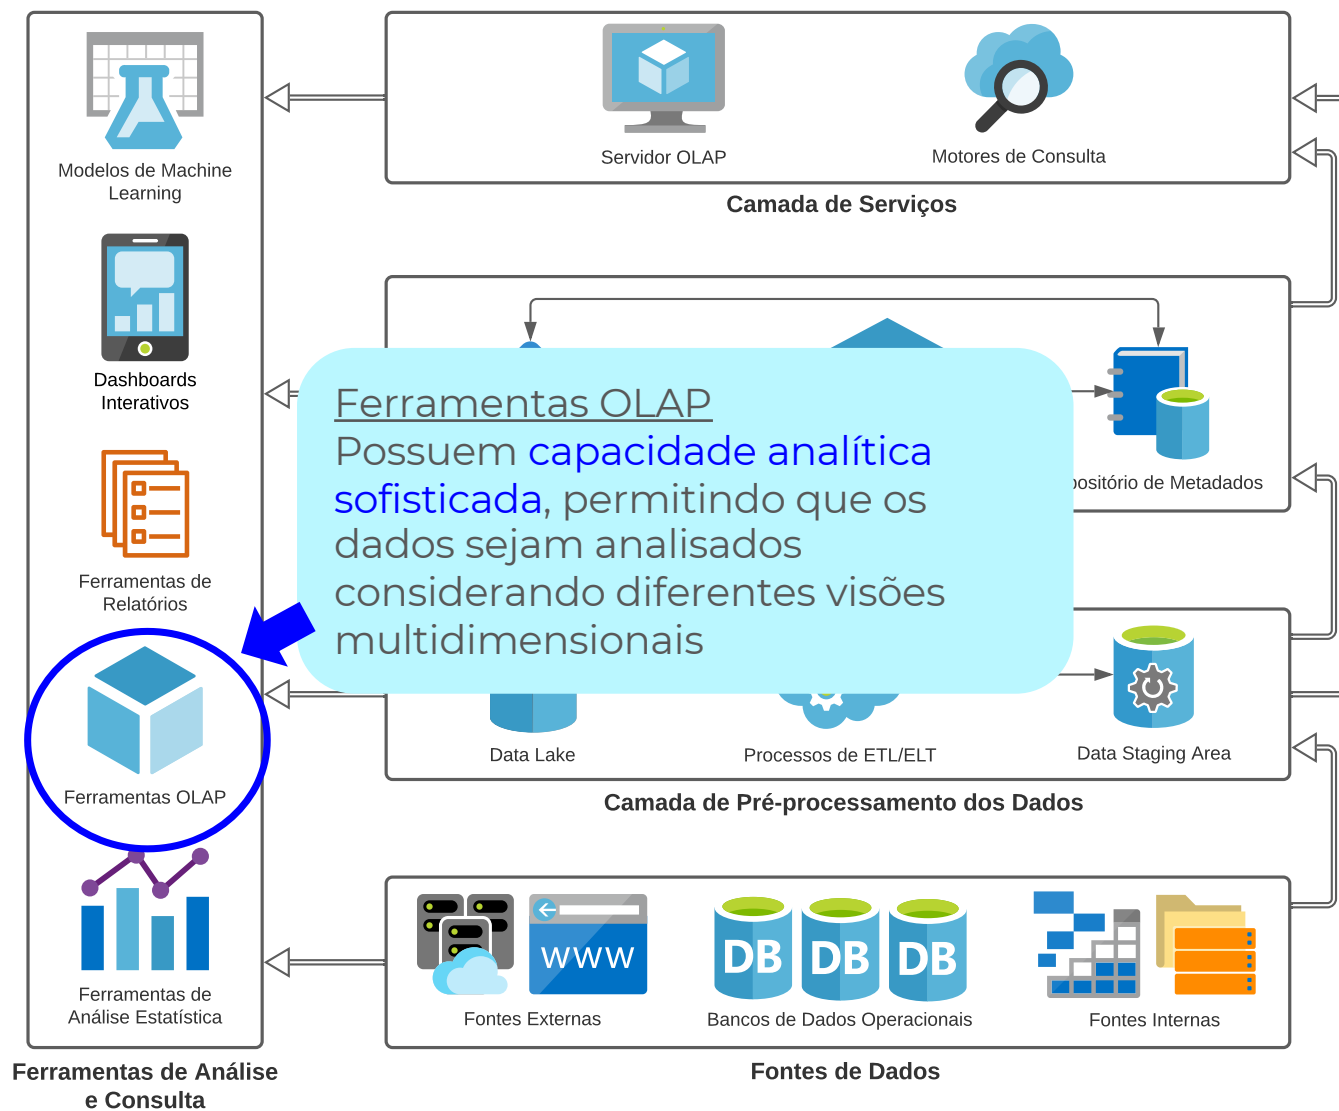 Modelos de Machine
Learning
Dashboards
Interativos
Ferramentas de
Relatórios
Ferramentas OLAP
Ferramentas de
Análise Estatística
Ferramentas de Análise
e Consulta
Servidor OLAP
Motores de Consulta
Camada de Serviços
Ferramentas OLAP
Possuem capacidade analítica
sofisticada, permitindo que os
dados sejam analisados
considerando diferentes visões
multidimensionais
de Metadados
Data Lake
Processos de ETL/ELT
Data Staging Area
Camada de Pré-processamento dos Dados
WWW
DB
DB
DB
Fontes Externas
Bancos de Dados Operacionais
Fontes Internas
Fontes de Dados